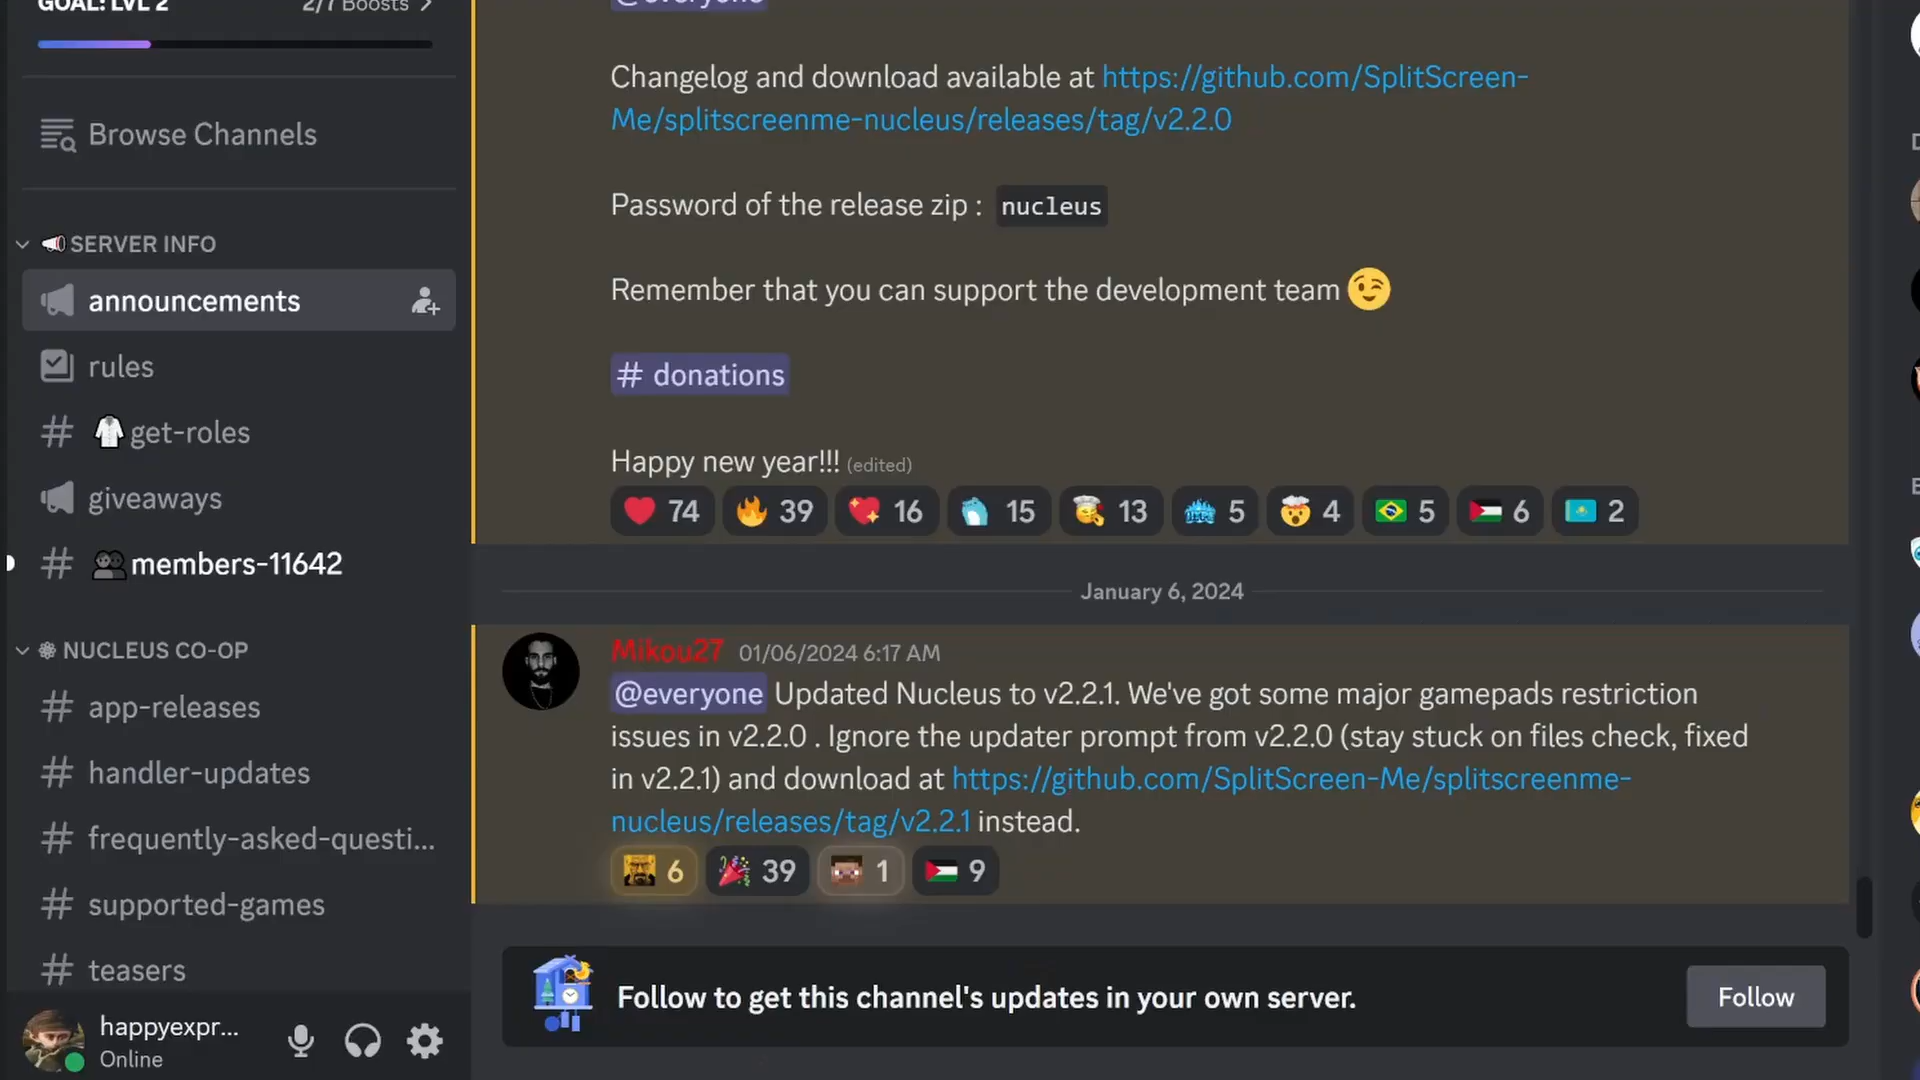 GOAL: LVL 2
2/7 Boosts
Browse Channels
SERVER INFO
announcements
rules
get-roles
giveaways
members-11642
NUCLEUS CO-OP
app-releases
handler-updates
frequently-asked-questi...
supported-games
teasers
happyexpr...
Online
@everyone
Changelog and download available at https://github.com/SplitScreen-
Me/splitscreenme-nucleus/releases/tag/v2.2.0
Password of the release zip : nucleus
Remember that you can support the development team 😉
# donations
Happy new year!!! (edited)
74 39 16 15 13 5 4 5 6 2
January 6, 2024
Mikou27 01/06/2024 6:17 AM
@everyone Updated Nucleus to v2.2.1. We've got some major gamepads restriction
issues in v2.2.0 . Ignore the updater prompt from v2.2.0 (stay stuck on files check, fixed
in v2.2.1) and download at https://github.com/SplitScreen-Me/splitscreenme-
nucleus/releases/tag/v2.2.1 instead.
6 39 1 9
Follow to get this channel's updates in your own server.
Follow